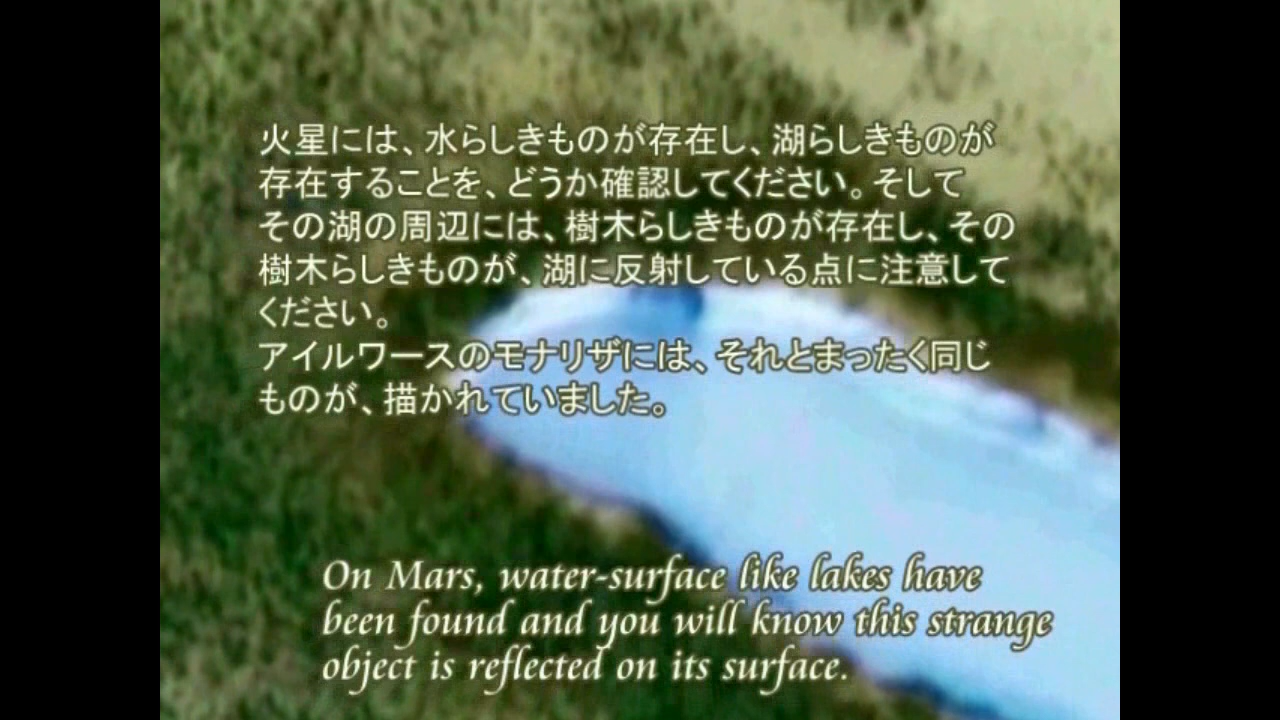 火星には、水らしきものが存在し、湖らしきものが
存在することを、どうか確認してください。そして
その湖の周辺には、樹木らしきものが存在し、その
樹木らしきものが、湖に反射している点に注意して
ください。
アイルワースのモナリザには、それとまったく同じ
ものが、描かれていました。
On Mars, water-surface like lakes have
been found and you will know this strange
object is reflected on its surface.